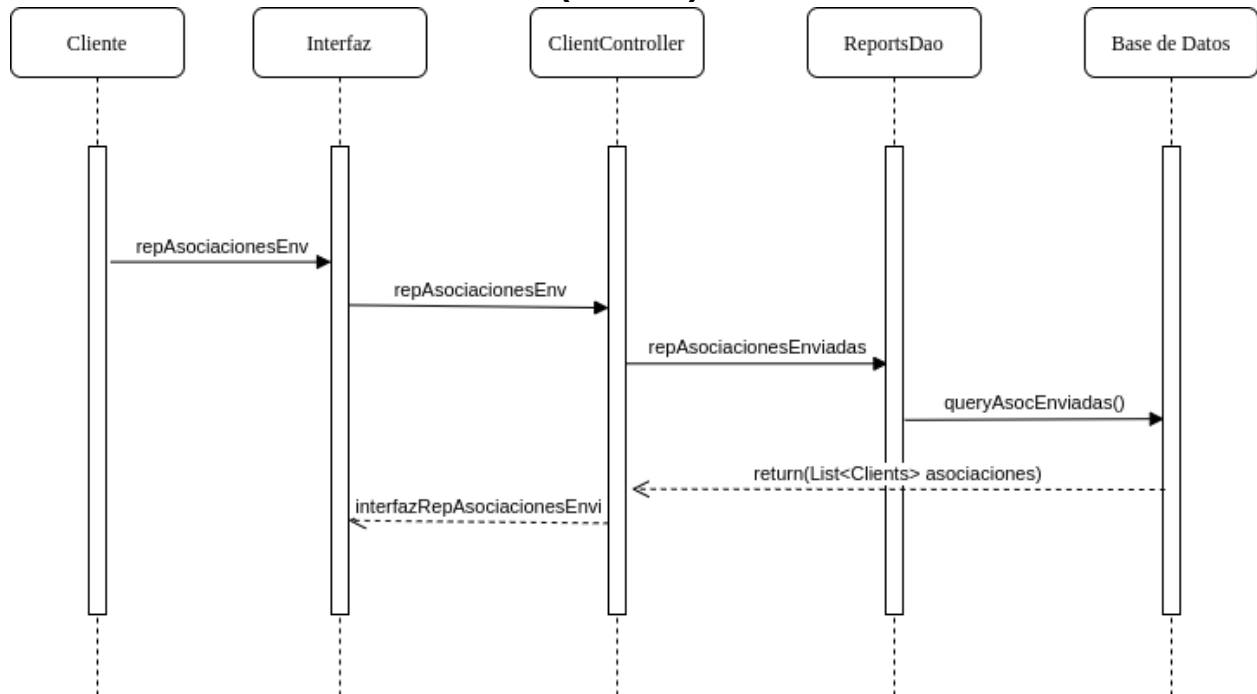 Cliente
Interfaz
ClientController
ReportsDao
Base de Datos
repAsociacionesEnv
repAsociacionesEnv
repAsociacionesEnviadas
queryAsocEnviadas()
return(List<Clients> asociaciones)
interfazRepAsociacionesEnvi